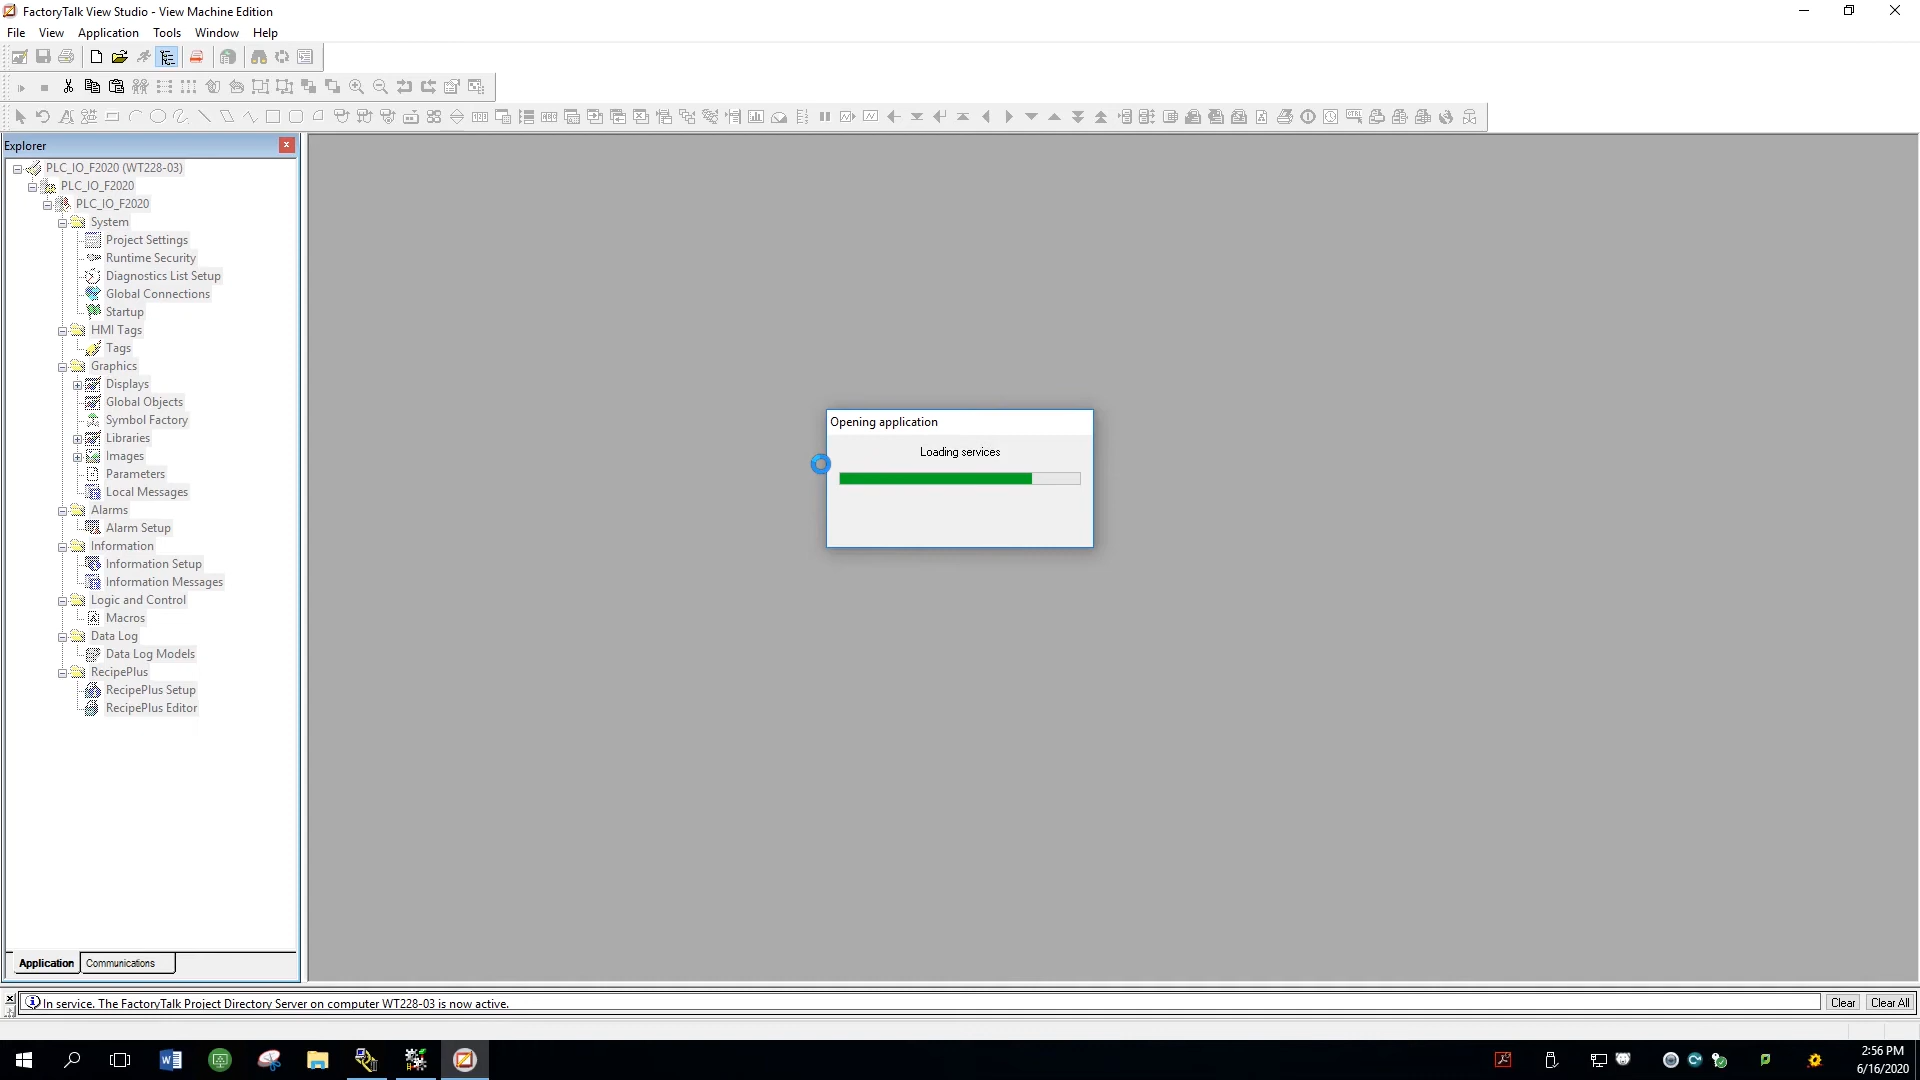 FactoryTalk View Studio - View Machine Edition
File View Application Tools Window Help
Explorer
PLC_IO_F2020 (WT228-03)
PLC_IO_F2020
PLC_IO_F2020
System
Project Settings
Runtime Security
Diagnostics List Setup
Global Connections
Startup
HMI Tags
Tags
Graphics
Displays
Global Objects
Symbol Factory
Libraries
Images
Parameters
Local Messages
Alarms
Alarm Setup
Information
Information Setup
Information Messages
Logic and Control
Macros
Data Log
Data Log Models
RecipePlus
RecipePlus Setup
RecipePlus Editor
Opening application
Loading services
Application Communications
In service. The FactoryTalk Project Directory Server on computer WT228-03 is now active.
Clear Clear All
2:56 PM
6/16/2020